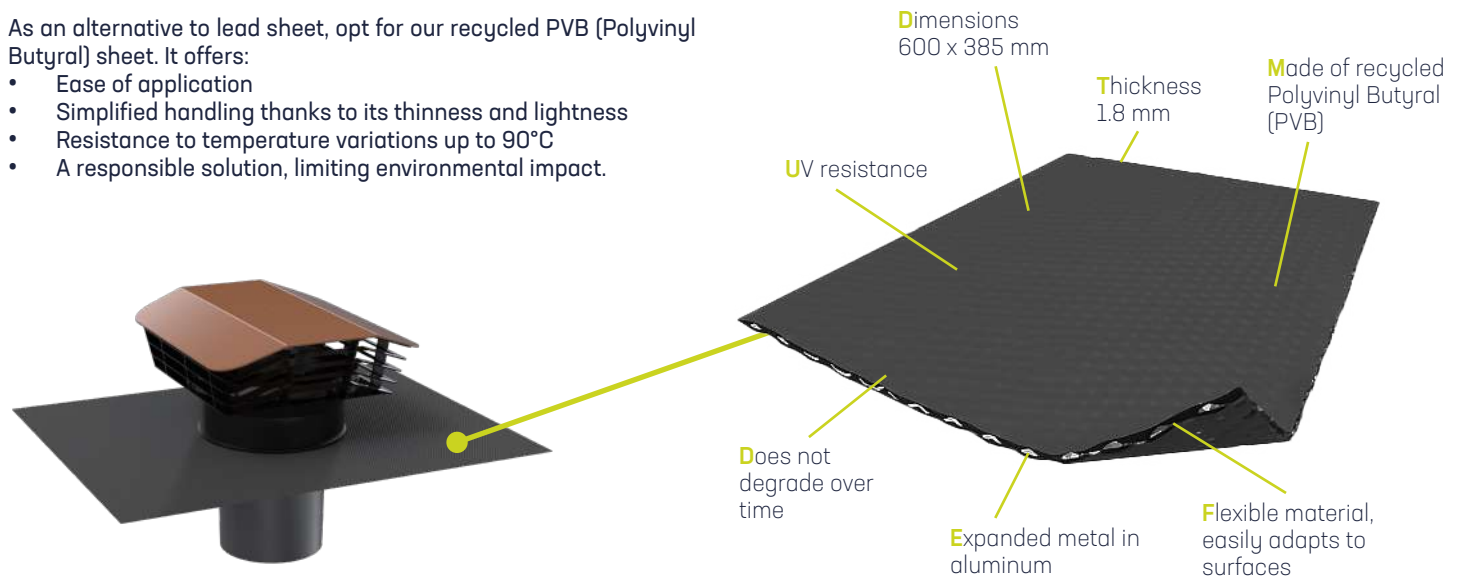 As an alternative to lead sheet, opt for our recycled PVB (Polyvinyl
Butyral) sheet. It offers:
• Ease of application
• Simplified handling thanks to its thinness and lightness
• Resistance to temperature variations up to 90°C
• A responsible solution, limiting environmental impact.
Dimensions
600 x 385 mm
Thickness
1.8 mm
Made of recycled
Polyvinyl Butyral
(PVB)
UV resistance
Does not
degrade over
time
Expanded metal in
aluminum
Flexible material,
easily adapts to
surfaces